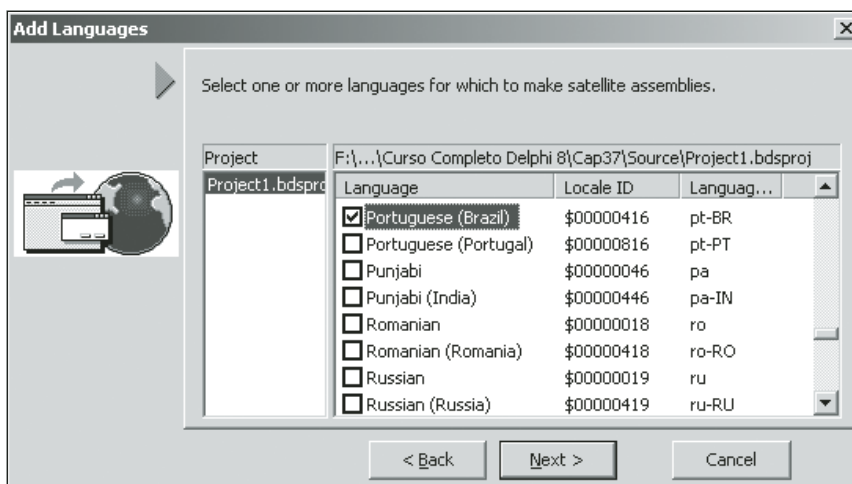 Add Languages
Select one or more languages for which to make satellite assemblies.
Project F:\...\Curso Completo Delphi 8\Cap37\Source\Project1.bdsproj
Project1.bdspro Language Locale ID Languag...
Portuguese (Brazil) $00000416 pt-BR
Portuguese (Portugal) $00000816 pt-PT
Punjabi $00000046 pa
Punjabi (India) $00000446 pa-IN
Romanian $00000018 ro
Romanian (Romania) $00000418 ro-RO
Russian $00000019 ru
Russian (Russia) $00000419 ru-RU
< Back Next > Cancel